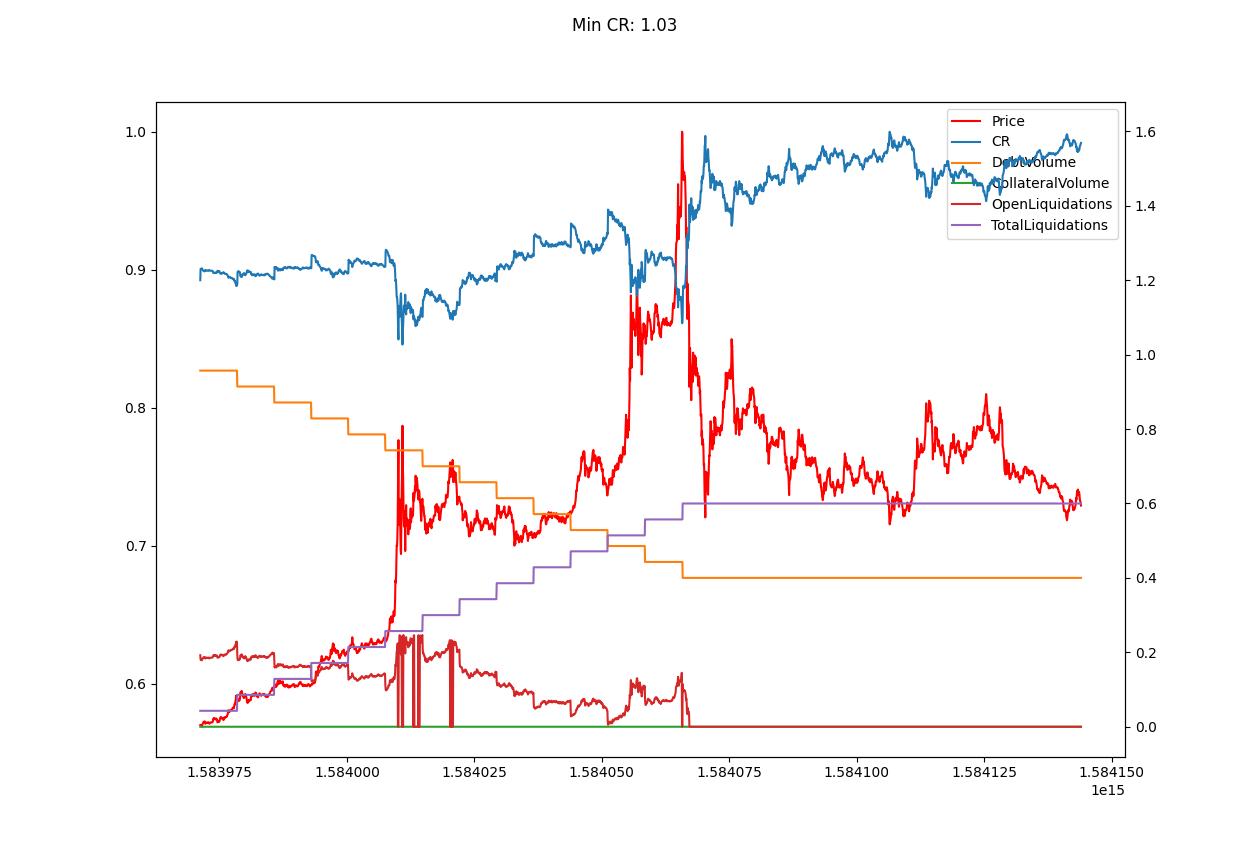 Min CR: 1.03
1.0
0.9
0.8
0.7
0.6
1.6
1.4
1.2
1.0
0.8
0.6
0.4
0.2
0.0
Price
CR
DebtVolume
CollateralVolume
OpenLiquidations
TotalLiquidations
1.583975 1.584000 1.584025 1.584050 1.584075 1.584100 1.584125 1.584150
1e15